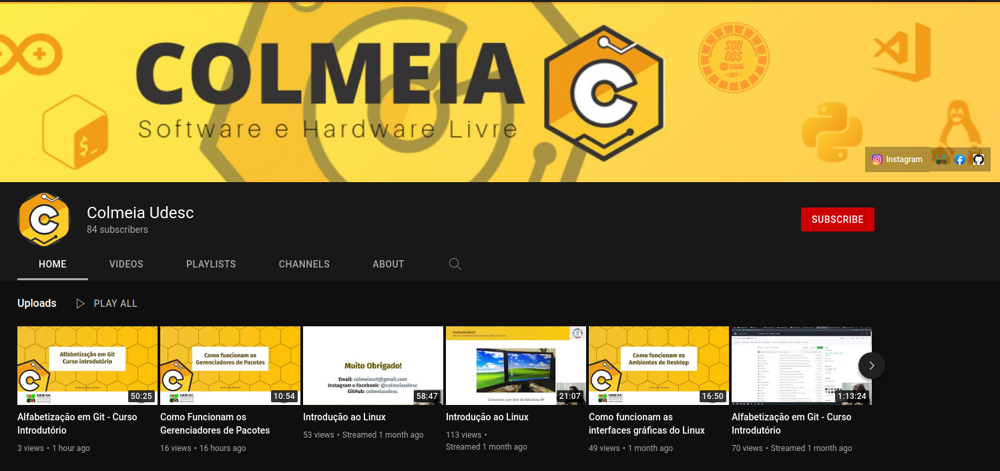 COLMEIA
Software e Hardware Livre
SOU
ODS
Instagram
Colmeia Udesc
84 subscribers
SUBSCRIBE
HOME VIDEOS PLAYLISTS CHANNELS ABOUT
Uploads PLAY ALL
Alfabetização em Git
Curso introdutório
UDESC
50:25
Alfabetização em Git - Curso
Introdutório
3 views • 1 hour ago
Como funcionam os
Gerenciadores de Pacotes
UDESC
10:54
Como Funcionam os
Gerenciadores de Pacotes
16 views • 16 hours ago
Muito Obrigado!
Email: colmeiacct@gmail.com
Instagram e Facebook: @colmeiaudesc
GitHub: colmeiaudesc
58:47
Introdução ao Linux
53 views • Streamed 1 month ago
Customizável
Cinnamon com skin de Windows XP
21:07
Introdução ao Linux
113 views •
Streamed 1 month ago
Como funcionam os
Ambientes de Desktop
UDESC
16:50
Como funcionam as
interfaces gráficas do Linux
49 views • 1 month ago
1:13:24
Alfabetização em Git - Curso
Introdutório
70 views • Streamed 1 month ago